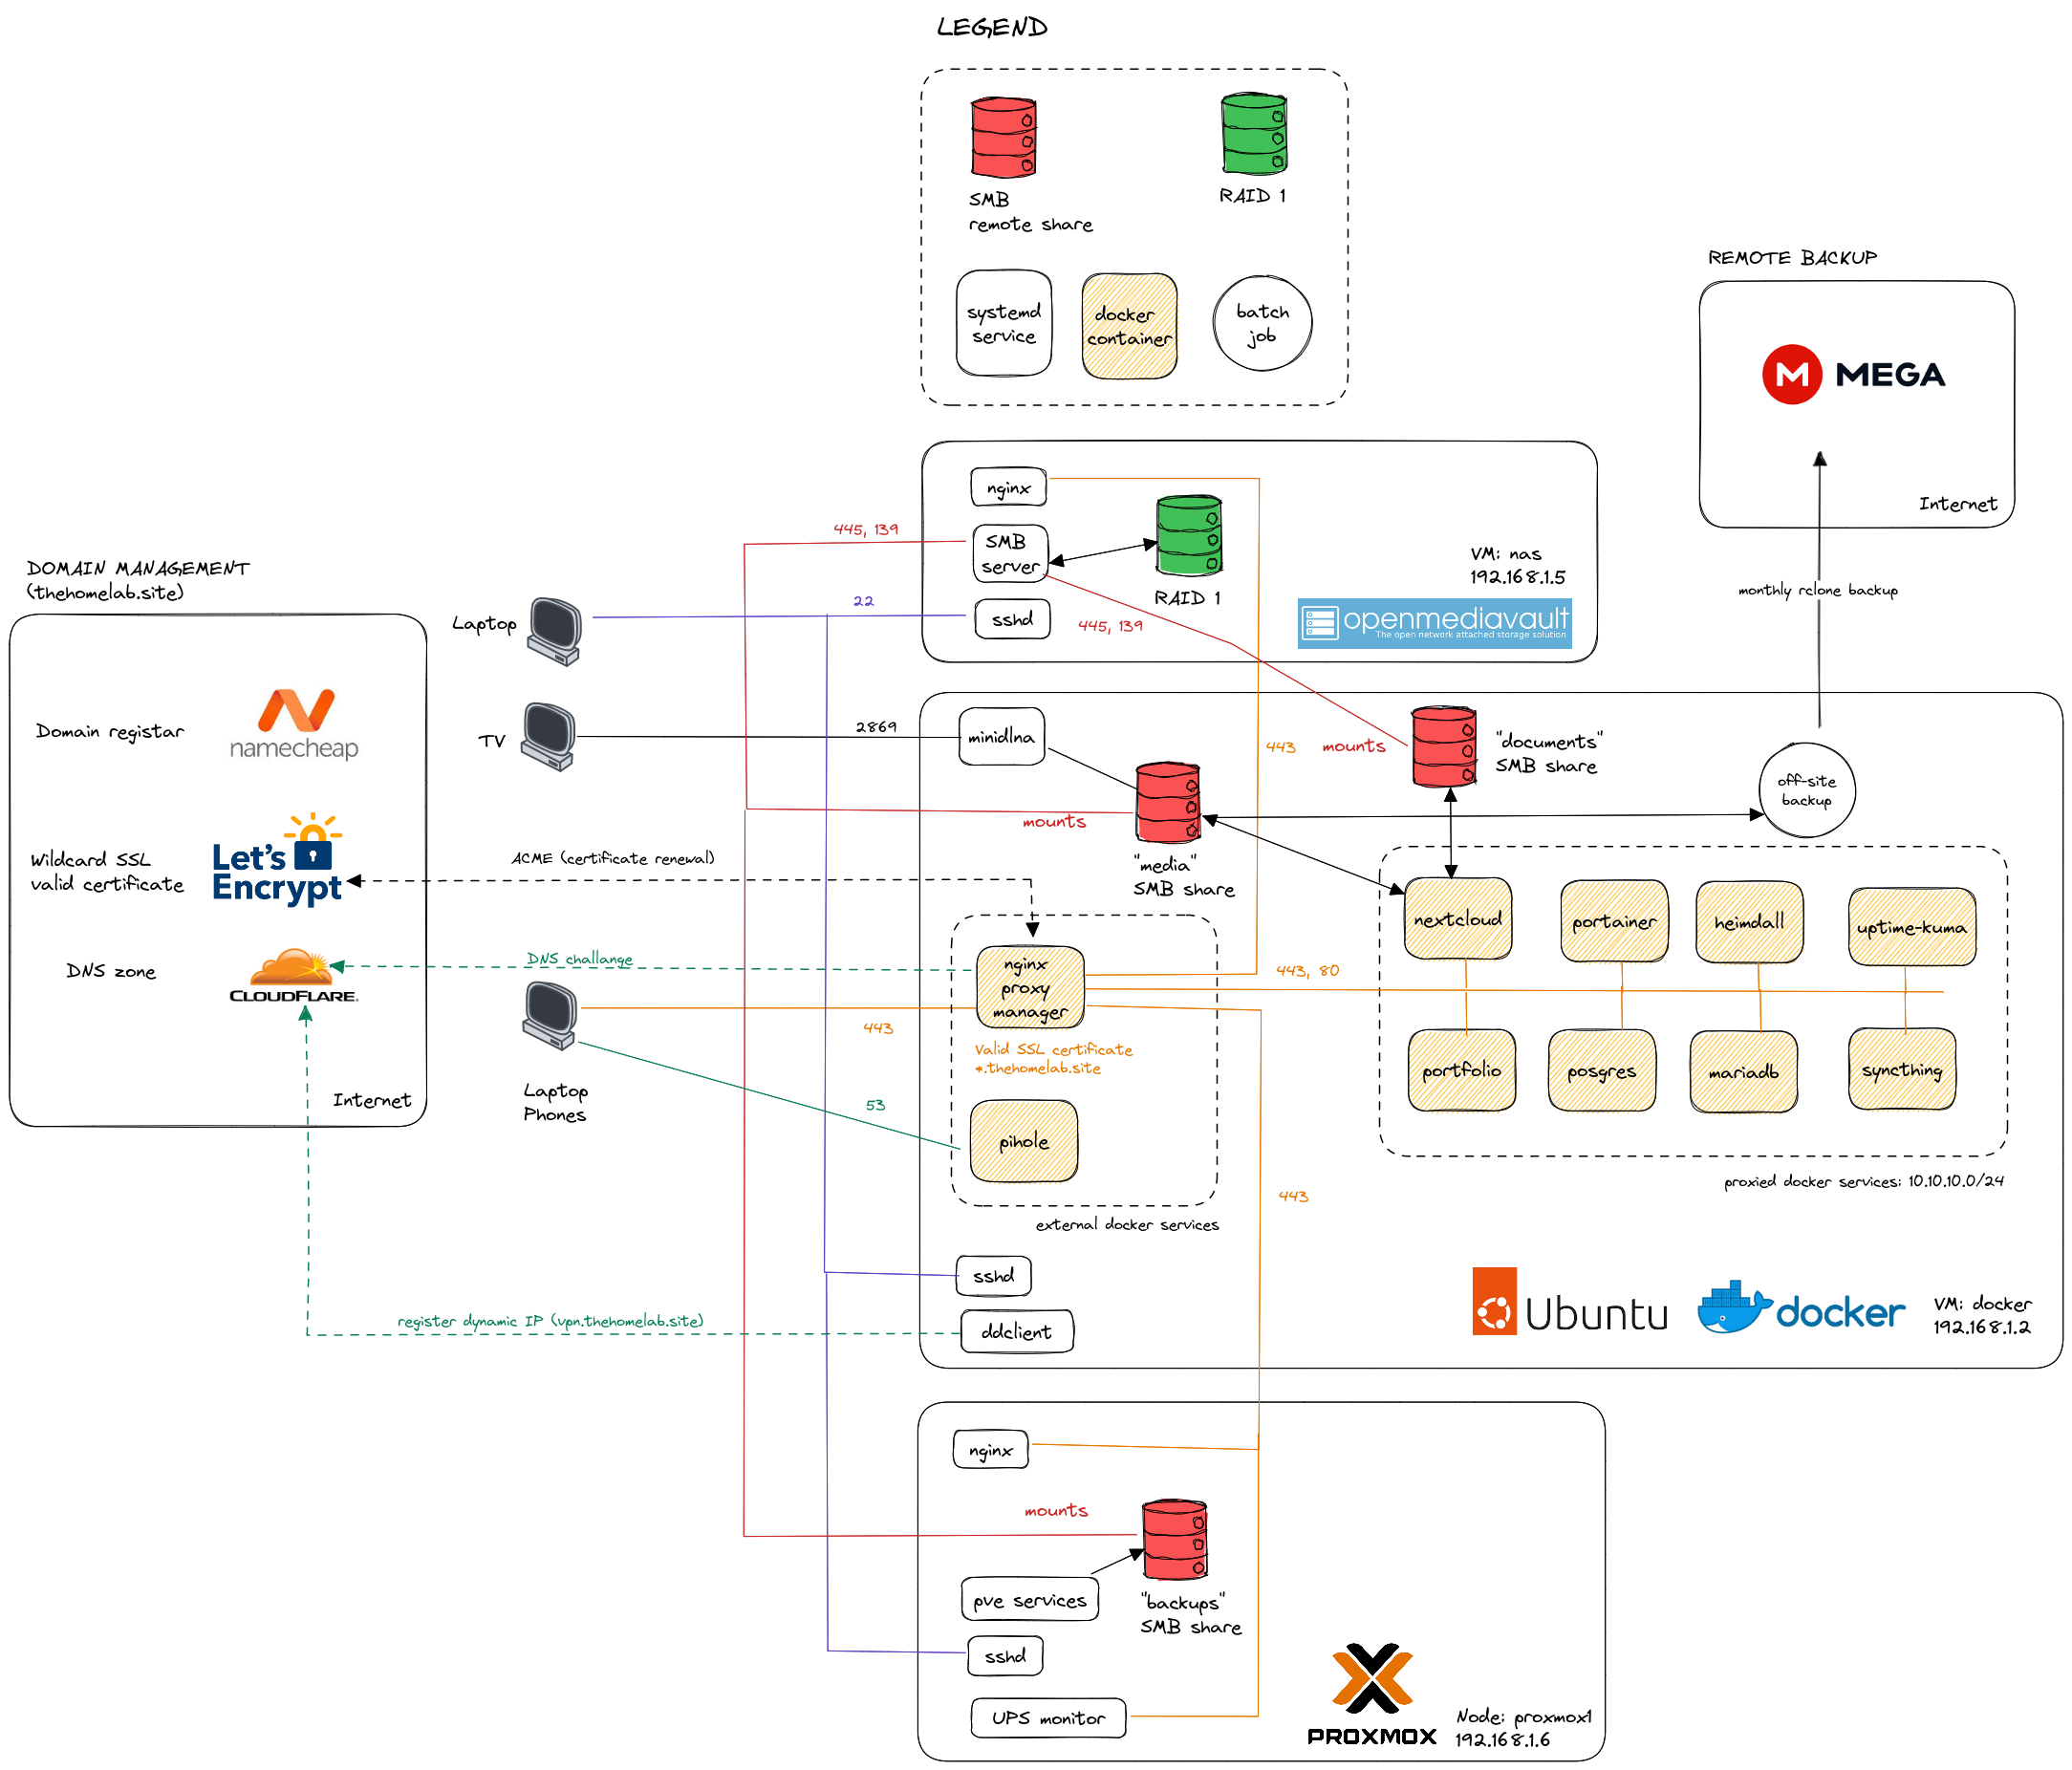 LEGEND
SMB
remote share
RAID 1
systemd
service
docker
container
batch
job
REMOTE BACKUP
MEGA
Internet
monthly rclone backup
nginx
SMB
server
sshd
RAID 1
445, 139
22
445, 139
VM: nas
192.168.1.5
openmediavault
The open network attached storage solution
DOMAIN MANAGEMENT
(thehomelab.site)
Domain registar
namecheap
Wildcard SSL
valid certificate
Let's
Encrypt
DNS zone
CLOUDFLARE.
Internet
Laptop
TV
Laptop
Phones
2869
minidlna
mounts
"media"
SMB share
443
mounts
"documents"
SMB share
off-site
backup
ACME (certificate renewal)
DNS challange
443
53
nginx
proxy
manager
Valid SSL certificate
*.thehomelab.site
pihole
external docker services
443, 80
nextcloud
portainer
heimdall
uptime-kuma
portfolio
posgres
mariadb
syncthing
proxied docker services: 10.10.10.0/24
443
sshd
ddclient
register dynamic IP (vpn.thehomelab.site)
Ubuntu
docker
VM: docker
192.168.1.2
nginx
mounts
pve services
"backups"
SMB share
sshd
UPS monitor
PROXMOX
Node: proxmox1
192.168.1.6